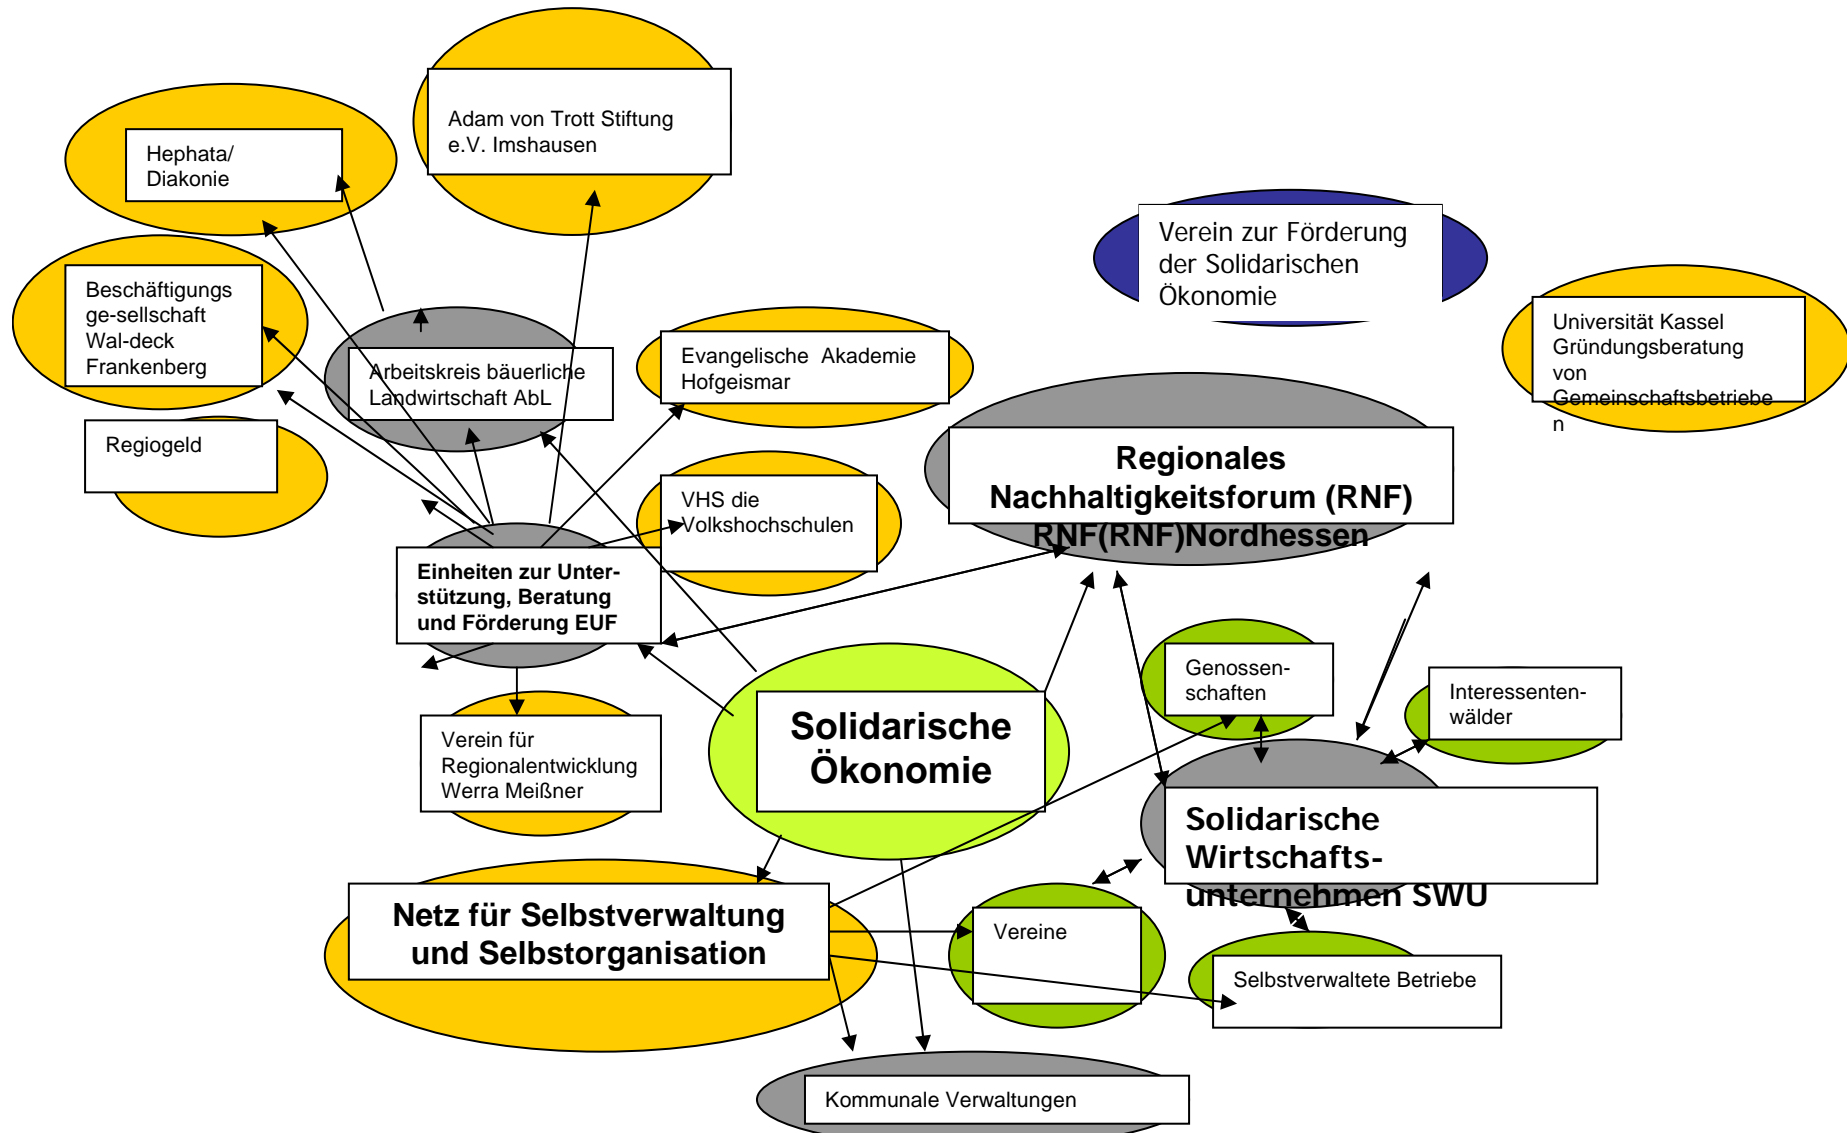 Adam von Trott Stiftung
e.V. Imshausen
Hephata/
Diakonie
Verein zur Förderung
der Solidarischen
Ökonomie
Beschäftigungs
ge-sellschaft
Wal-deck
Frankenberg
Arbeitskreis bäuerliche
Landwirtschaft AbL
Evangelische Akademie
Hofgeismar
Universität Kassel
Gründungsberatung
von
Gemeinschaftsbetriebe
n
Regiogeld
VHS die
Volkshochschulen
Regionales
Nachhaltigkeitsforum (RNF)
RNF(RNF)Nordhessen
Einheiten zur Unter-
stützung, Beratung
und Förderung EUF
Genossen-
schaften
Interessenten-
wälder
Verein für
Regionalentwicklung
Werra Meißner
Solidarische
Ökonomie
Solidarische
Wirtschafts-
unternehmen SWU
Netz für Selbstverwaltung
und Selbstorganisation
Vereine
Selbstverwaltete Betriebe
Kommunale Verwaltungen